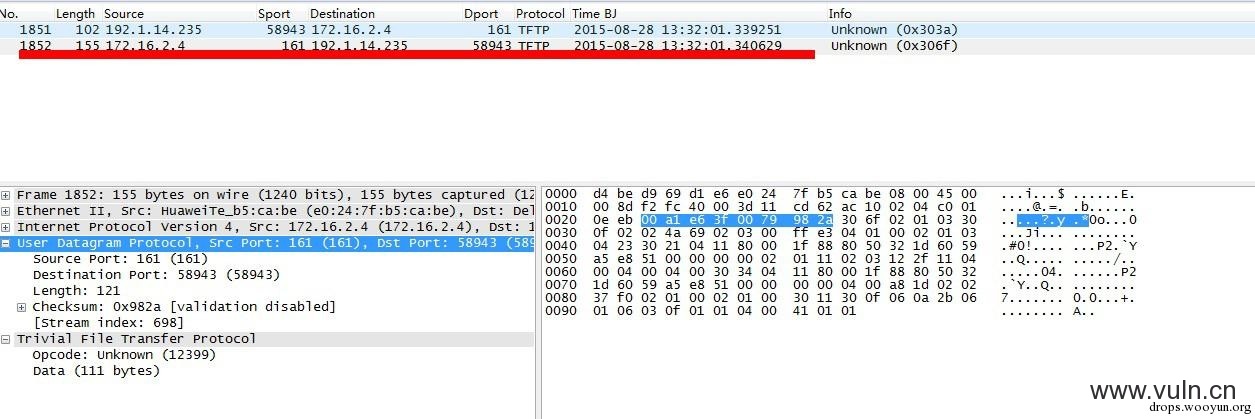 No. Length Source Sport Destination Dport Protocol Time BJ Info
1851 102 192.1.14.235 58943 172.16.2.4 161 TFTP 2015-08-28 13:32:01.339251 Unknown (0x303a)
1852 155 172.16.2.4 161 192.1.14.235 58943 TFTP 2015-08-28 13:32:01.340629 Unknown (0x306f)
Frame 1852: 155 bytes on wire (1240 bits), 155 bytes captured (12
Ethernet II, Src: HuaweiTe_b5:ca:be (e0:24:7f:b5:ca:be), Dst: Del
Internet Protocol Version 4, Src: 172.16.2.4 (172.16.2.4), Dst: 1
User Datagram Protocol, Src Port: 161 (161), Dst Port: 58943 (589
Source Port: 161 (161)
Destination Port: 58943 (58943)
Length: 121
Checksum: 0x982a [validation disabled]
[Stream index: 698]
Trivial File Transfer Protocol
Opcode: Unknown (12399)
Data (111 bytes)
0000 d4 be d9 69 d1 e6 e0 24 7f b5 ca be 08 00 45 00 ...i...$ ......E.
0010 00 8d f2 fc 40 00 3d 11 cd 62 ac 10 02 04 c0 01 ....@.=. .b......
0020 0e eb 00 a1 e6 3f 00 79 98 2a 30 6f 02 01 03 30 .....?.y .*0o...0
0030 0f 02 02 4a 69 02 03 00 ff e3 04 01 00 02 01 03 ...Ji... ........
0040 04 23 30 21 04 11 80 00 1f 88 80 50 32 1d 60 59 .#0!.... ...P2.`Y
0050 a5 e8 51 00 00 00 00 02 01 11 02 03 12 2f 11 04 ..Q..... ...../..
0060 00 04 00 04 00 30 34 04 11 80 00 1f 88 80 50 32 .....04. ......P2
0070 1d 60 59 a5 e8 51 00 00 00 00 04 00 a8 1d 02 02 .`Y..Q.. ........
0080 37 f0 02 01 00 02 01 00 30 11 30 0f 06 0a 2b 06 7....... 0.0...+.
0090 01 06 03 0f 01 01 04 00 41 01 01 ........ A..
www.vuln.cn
drops.wooyun.org